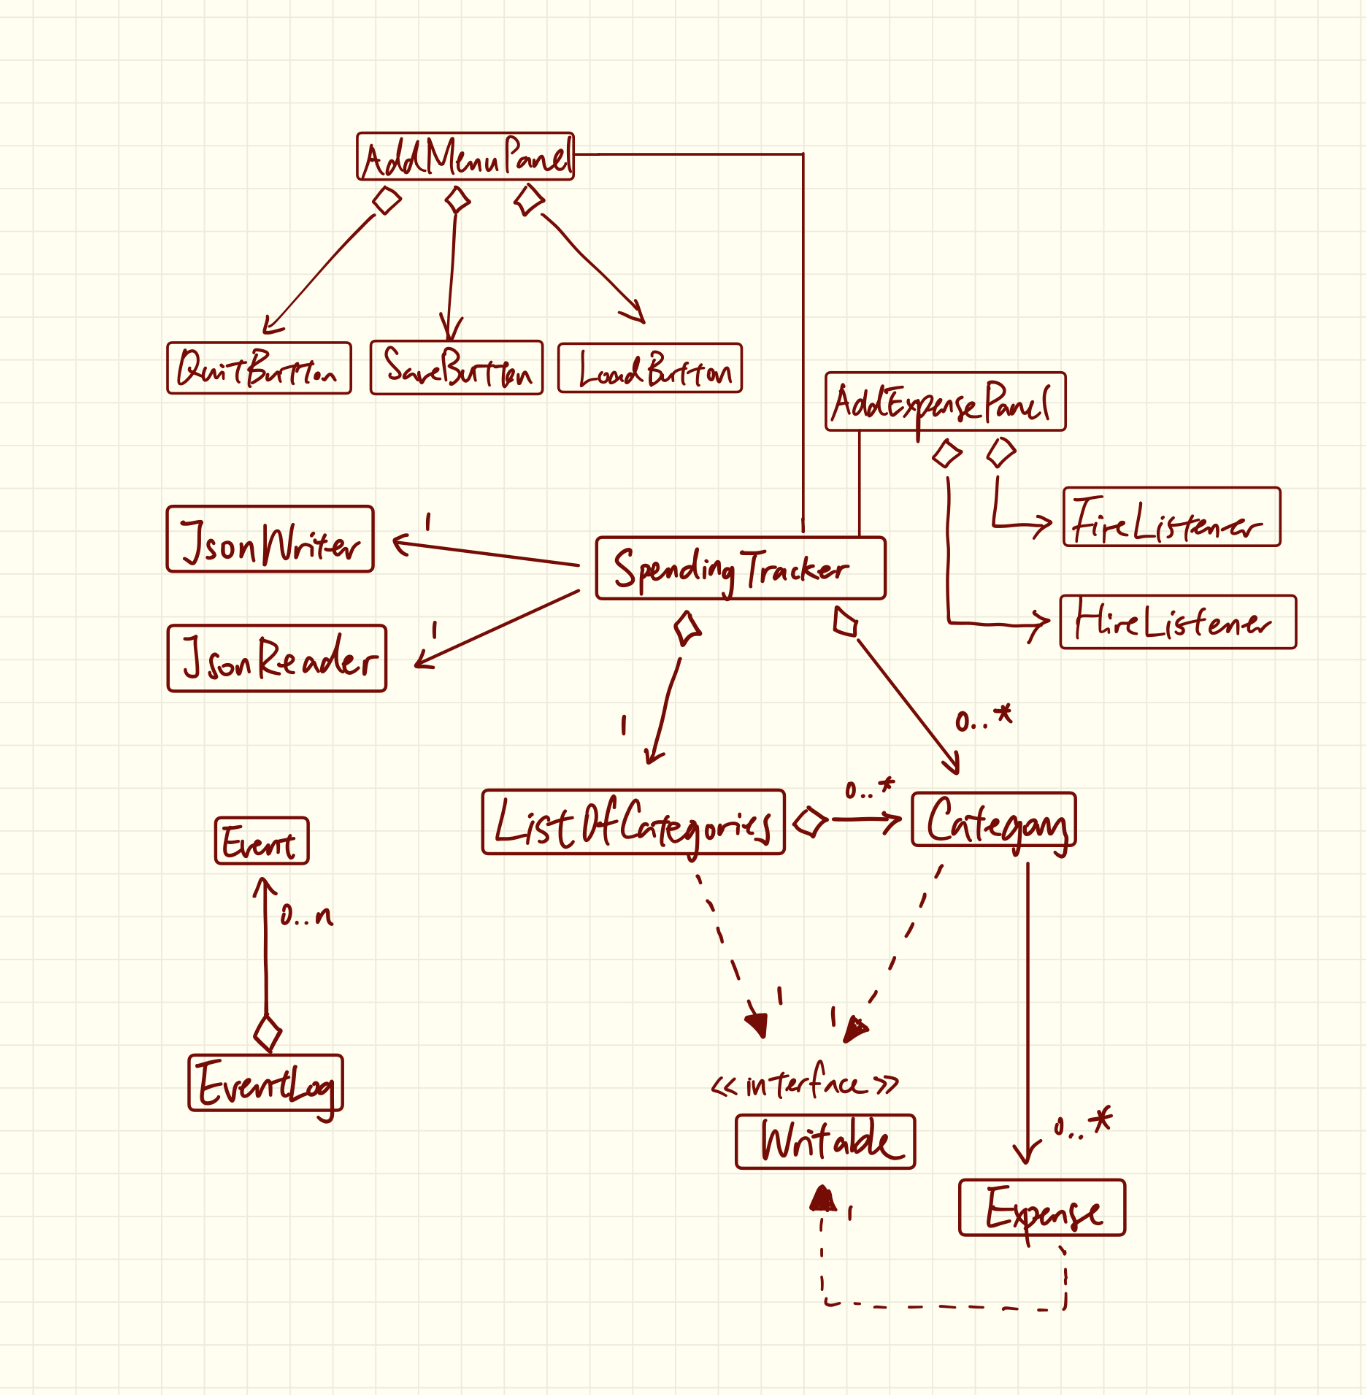 AddMenuPanel
QuitButton
SaveButton
LoadButton
AddExpensePanel
FireListener
JsonWriter
1
SpendingTracker
HireListener
JsonReader
1
1
0..*
0..*
ListOfCategories
Category
Event
0..n
1
1
EventLog
<<interface>>
Writable
0..*
Expense
1